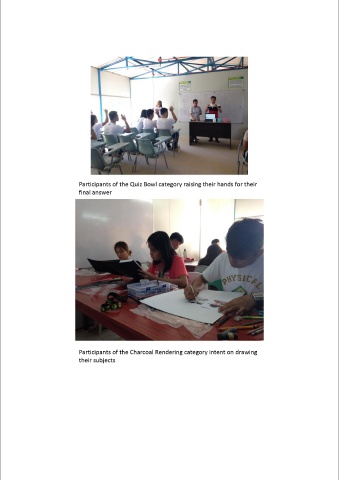 Participants of the Quiz Bowl category raising their hands for their
final answer
PHYSICAL
Participants of the Charcoal Rendering category intent on drawing
their subjects